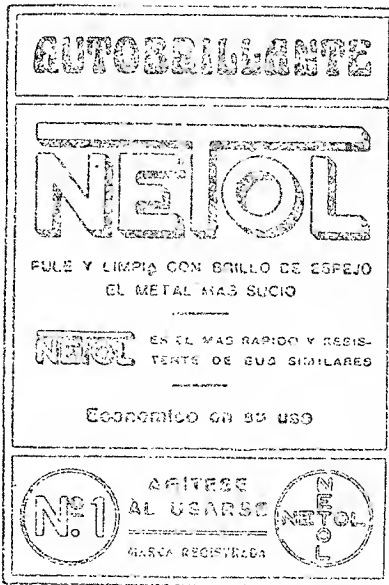 AUTOBRILLANTE
NETOL
PULE Y LIMPIA CON BRILLO DE ESPEJO
EL METAL MAS SUCIO
NETOL ES EL MAS RAPIDO Y RESIS-
TENTE DE SUS SIMILARES
Economico en su uso
Nº.1
AGITESE
AL USARSE
MARCA REGISTRADA
NETOL
NETOL